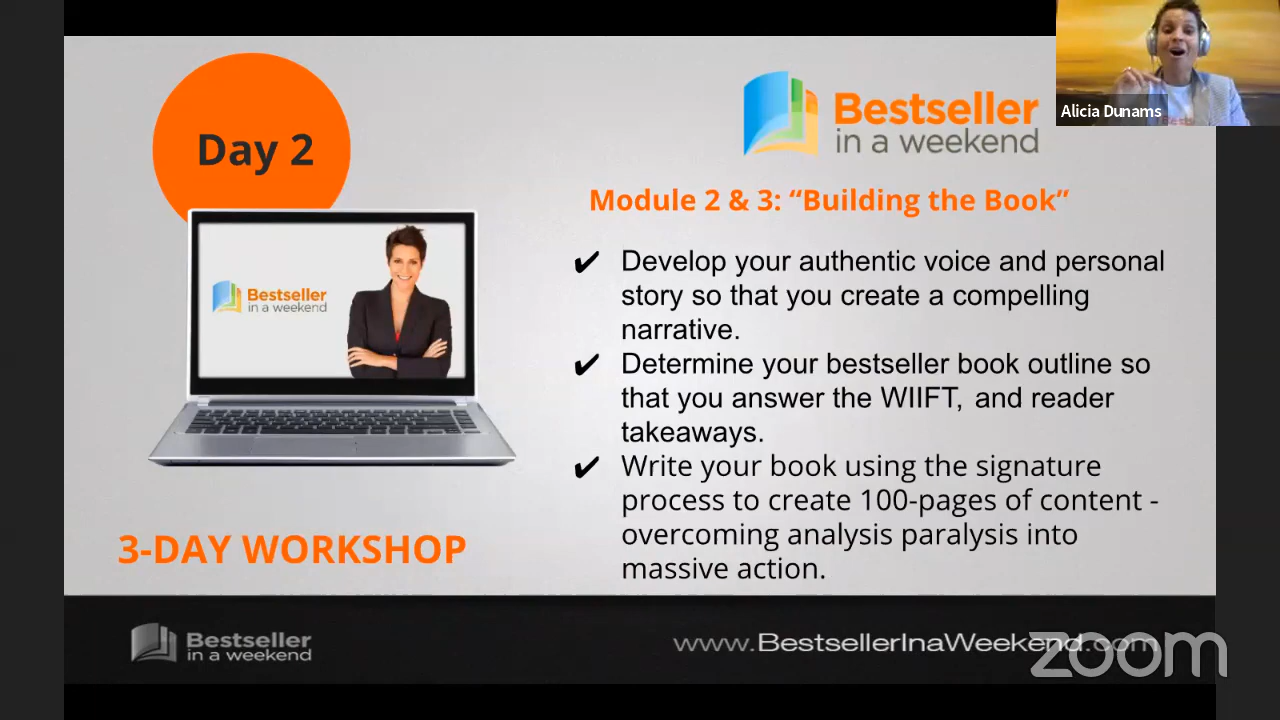 Day 2
Bestseller
in a weekend
Alicia Dunams
Module 2 & 3: “Building the Book”
Bestseller
in a weekend
✔ Develop your authentic voice and personal
story so that you create a compelling
narrative.
✔ Determine your bestseller book outline so
that you answer the WIIFT, and reader
takeaways.
✔ Write your book using the signature
process to create 100-pages of content -
overcoming analysis paralysis into
massive action.
3-DAY WORKSHOP
Bestseller
in a weekend
www.BestsellerInaWeekend.com
zoom